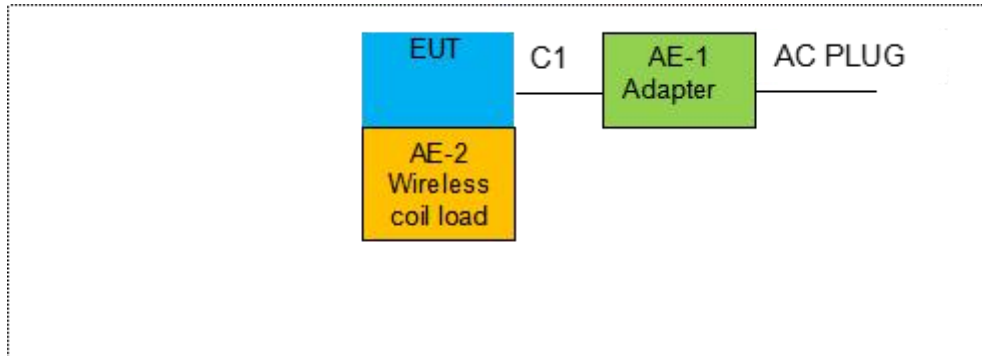 EUT
C1
AE-1
Adapter
AC PLUG
AE-2
Wireless
coil load